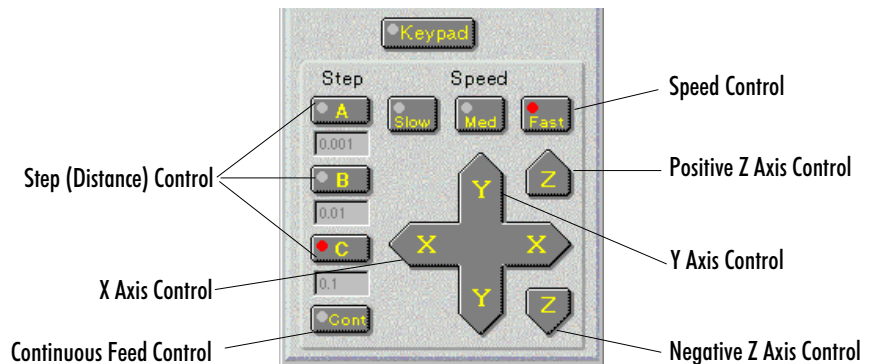 Keypad
Step
Speed
A
Slow
Med
Fast
Speed Control
0.001
Step (Distance) Control
B
Y
Z
Positive Z Axis Control
0.01
C
X
X
Y Axis Control
X Axis Control
0.1
Y
Z
Cont
Continuous Feed Control
Negative Z Axis Control